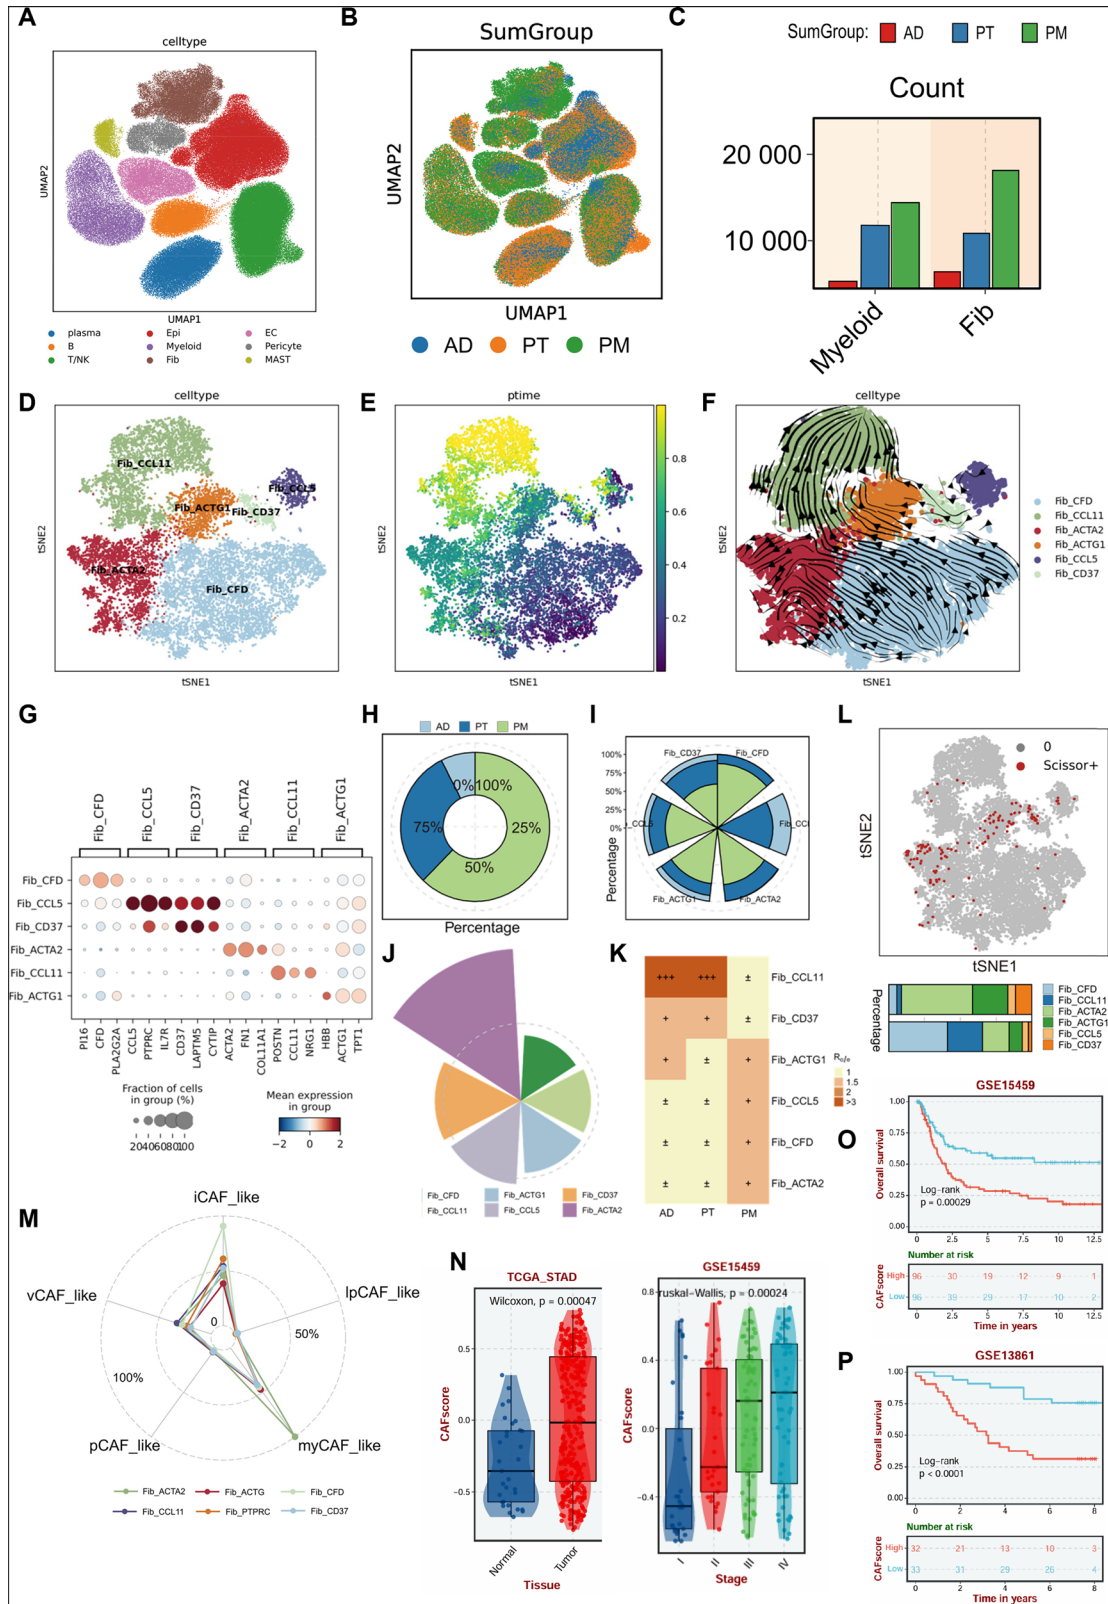 A
celltype
UMAP2
UMAP1
plasma
Epi
EC
B
Myeloid
Pericyte
T/NK
Fib
MAST
B
SumGroup
UMAP2
UMAP1
AD
PT
PM
C
SumGroup:
AD
PT
PM
Count
20 000
10 000
Myeloid
Fib
D
celltype
Fib_CCL11
Fib_CCL5
Fib_ACTG1
Fib_CD37
Fib_ACTA2
Fib_CFD
tSNE2
tSNE1
E
ptime
0.8
0.6
0.4
0.2
tSNE2
tSNE1
F
celltype
tSNE2
tSNE1
Fib_CFD
Fib_CCL11
Fib_ACTA2
Fib_ACTG1
Fib_CCL5
Fib_CD37
G
Fib_CFD
Fib_CCL5
Fib_CD37
Fib_ACTA2
Fib_CCL11
Fib_ACTG1
Fib_CFD
Fib_CCL5
Fib_CD37
Fib_ACTA2
Fib_CCL11
Fib_ACTG1
PI16
CFD
PLA2G2A
CCL5
PTPRC
IL7R
CD37
LAPTM5
CYTIP
ACTA2
FN1
COL11A1
POSTN
CCL11
NRG1
HBB
ACTG1
TPT1
Fraction of cells
in group (%)
20406080100
Mean expression
in group
−2 0 2
H
AD
PT
PM
0%100%
75%
25%
50%
Percentage
I
100%
75%
50%
25%
0%
Percentage
Fib_CD37
Fib_CFD
_CCL5
Fib_CCl
Fib_ACTG1
Fib_ACTA2
J
Fib_CFD
Fib_ACTG1
Fib_CD37
Fib_CCL11
Fib_CCL5
Fib_ACTA2
K
+++ +++ ± Fib_CCL11
+ + ± Fib_CD37
+ ± + Fib_ACTG1
± ± + Fib_CCL5
± ± + Fib_CFD
± ± + Fib_ACTA2
AD PT PM
Ro/e
1
1.5
2
>3
L
0
Scissor+
tSNE2
tSNE1
Percentage
Fib_CFD
Fib_CCL11
Fib_ACTA2
Fib_ACTG1
Fib_CCL5
Fib_CD37
M
iCAF_like
vCAF_like
lpCAF_like
0
50%
100%
pCAF_like
myCAF_like
Fib_ACTA2
Fib_ACTG
Fib_CFD
Fib_CCL11
Fib_PTPRC
Fib_CD37
N
TCGA_STAD
Wilcoxon, p = 0.00047
0.5
0.0
−0.5
CAFscore
Normal
Tumor
Tissue
GSE15459
ruskal−Wallis, p = 0.00024
0.8
0.4
0.0
−0.4
CAFscore
I
II
III
IV
Stage
O
GSE15459
Overall survival
1.00
0.75
0.50
0.25
0.00
Log−rank
p = 0.00029
0 2.5 5 7.5 10 12.5
Number at risk
CAFscore
High 96 30 19 12 9 1
Low 96 39 29 17 10 2
0 2.5 5 7.5 10 12.5
Time in years
P
GSE13861
Overall survival
1.00
0.75
0.50
0.25
0.00
Log−rank
p < 0.0001
0 2 4 6 8
Number at risk
CAFscore
High 32 21 13 10 3
Low 33 31 29 26 4
0 2 4 6 8
Time in years